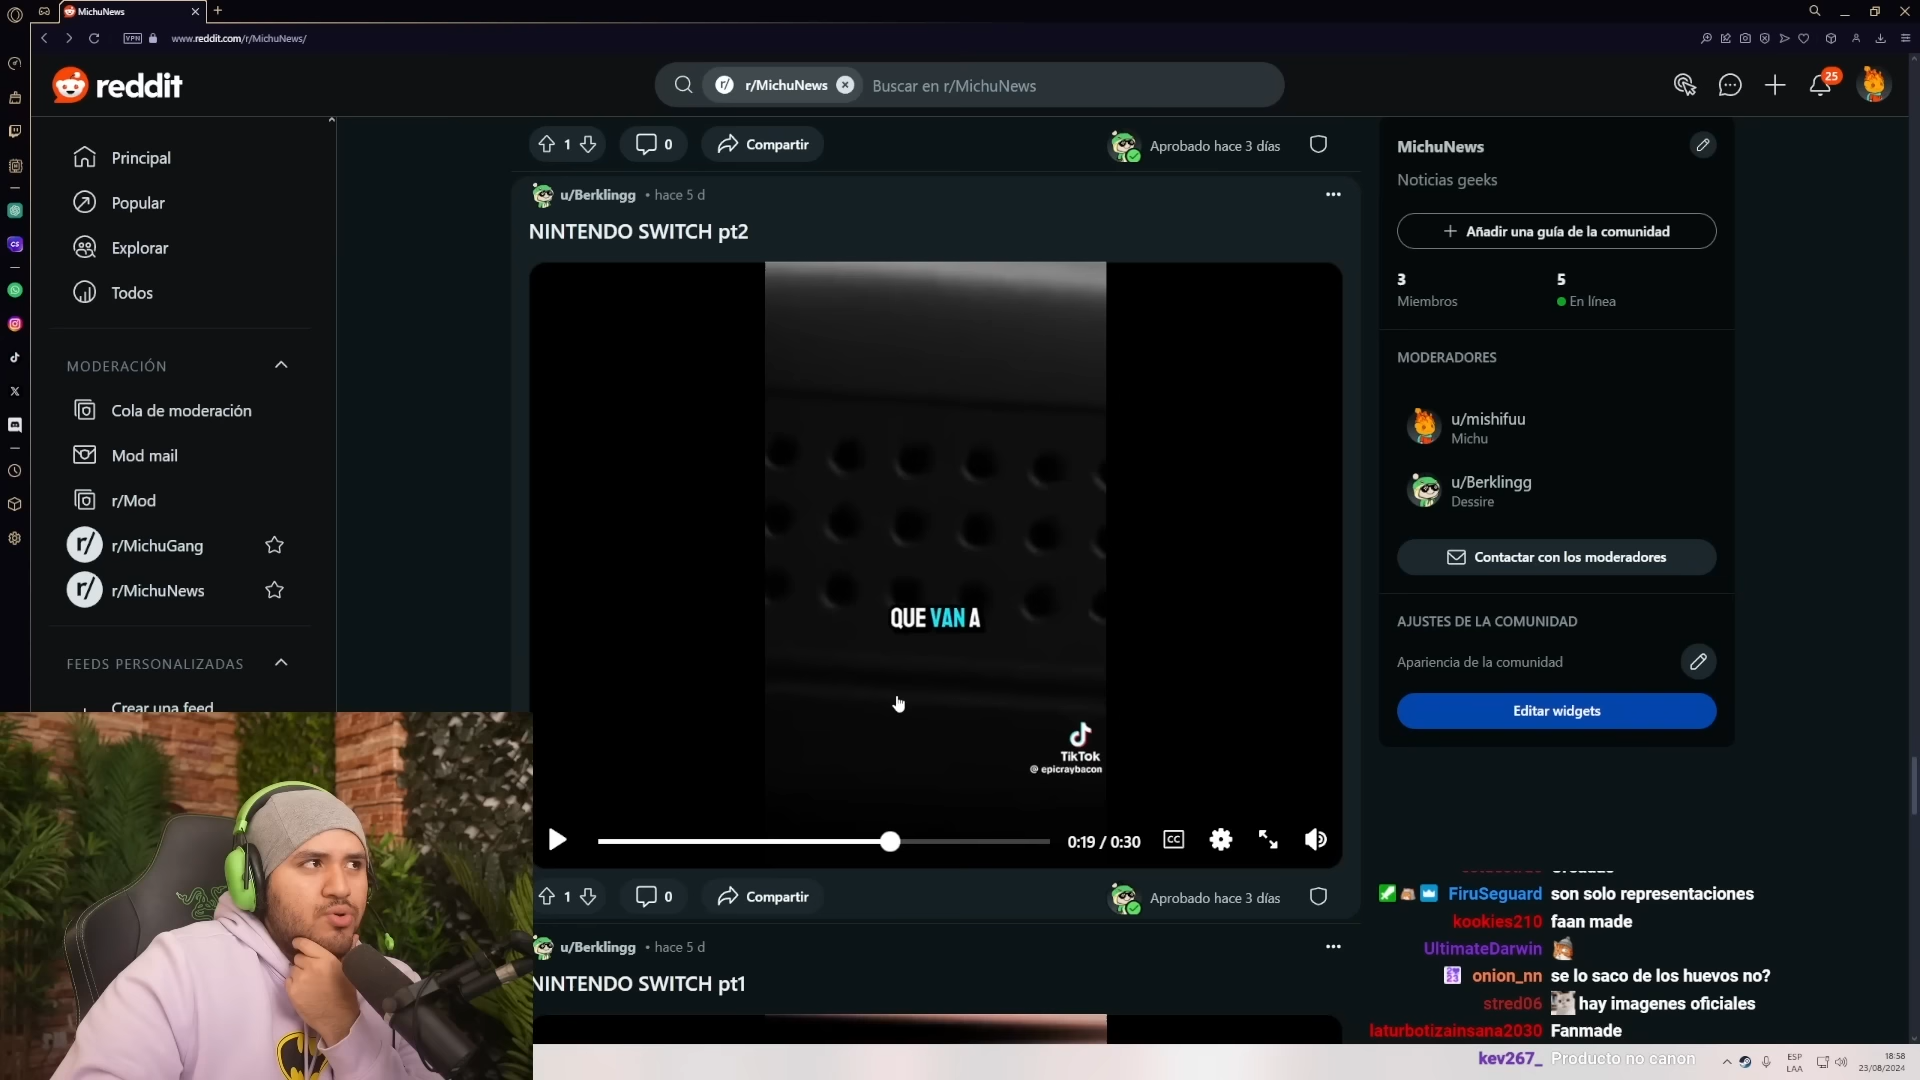 MichuNews
VPN
www.reddit.com/r/MichuNews/
reddit
r/MichuNews
Buscar en r/MichuNews
25
Principal
Popular
Explorar
Todos
MODERACIÓN
Cola de moderación
Mod mail
r/Mod
r/ r/MichuGang
r/ r/MichuNews
FEEDS PERSONALIZADAS
Crear una feed
1
0
Compartir
Aprobado hace 3 días
u/Berklingg • hace 5 d
NINTENDO SWITCH pt2
QUE VAN A
TikTok
@ epicraybacon
0:19 / 0:30
CC
1
0
Compartir
Aprobado hace 3 días
u/Berklingg • hace 5 d
NINTENDO SWITCH pt1
MichuNews
Noticias geeks
Añadir una guía de la comunidad
3
5
Miembros
En línea
MODERADORES
u/mishifuu
Michu
u/Berklingg
Dessire
Contactar con los moderadores
AJUSTES DE LA COMUNIDAD
Apariencia de la comunidad
Editar widgets
FiruSeguard son solo representaciones
kookies210 faan made
UltimateDarwin
onion_nn se lo saco de los huevos no?
stred06 hay imagenes oficiales
laturbotizainsana2030 Fanmade
kev267_ Producto no canon
ESP
LAA
18:58
23/08/2024